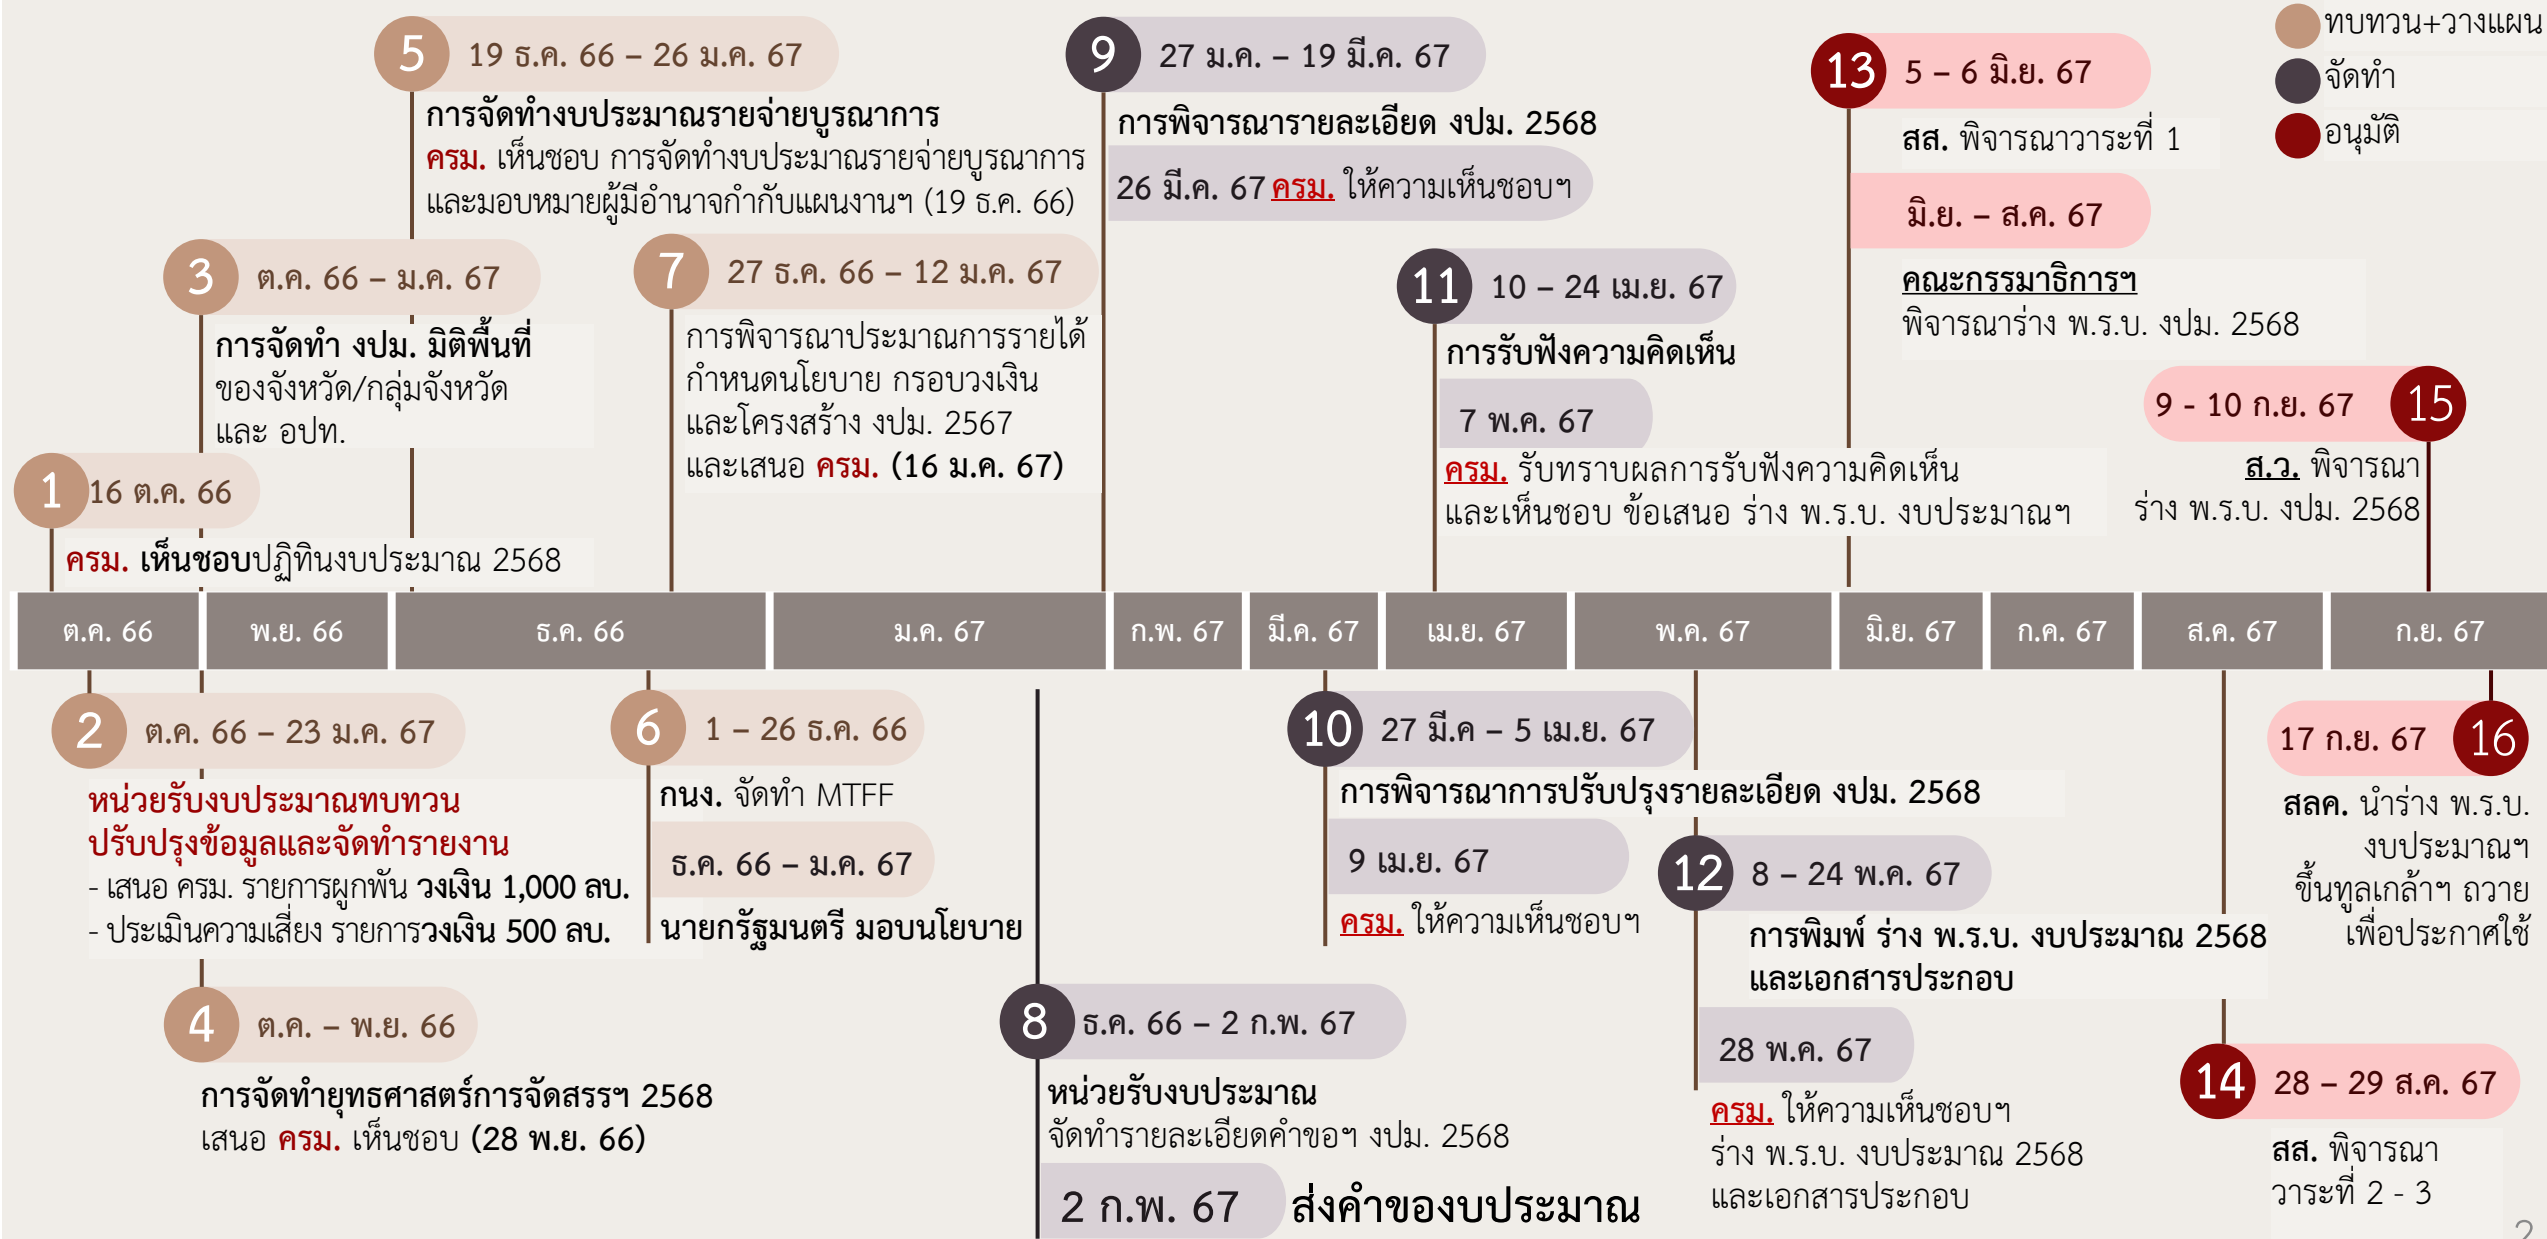 ทบทวน+วางแผน
จัดทำ
อนุมัติ
5 19 ธ.ค. 66 – 26 ม.ค. 67
การจัดทำงบประมาณรายจ่ายบูรณาการ
ครม. เห็นชอบ การจัดทำงบประมาณรายจ่ายบูรณาการ
และมอบหมายผู้มีอำนาจกำกับแผนงานฯ (19 ธ.ค. 66)
9 27 ม.ค. – 19 มี.ค. 67
การพิจารณารายละเอียด งปม. 2568
26 มี.ค. 67 ครม. ให้ความเห็นชอบฯ
13 5 – 6 มิ.ย. 67
สส. พิจารณาวาระที่ 1
มิ.ย. – ส.ค. 67
คณะกรรมาธิการฯ
พิจารณาร่าง พ.ร.บ. งปม. 2568
3 ต.ค. 66 – ม.ค. 67
การจัดทำ งปม. มิติพื้นที่
ของจังหวัด/กลุ่มจังหวัด
และ อปท.
7 27 ธ.ค. 66 – 12 ม.ค. 67
การพิจารณาประมาณการรายได้
กำหนดนโยบาย กรอบวงเงิน
และโครงสร้าง งปม. 2567
และเสนอ ครม. (16 ม.ค. 67)
11 10 – 24 เม.ย. 67
การรับฟังความคิดเห็น
7 พ.ค. 67
ครม. รับทราบผลการรับฟังความคิดเห็น
และเห็นชอบ ข้อเสนอ ร่าง พ.ร.บ. งบประมาณฯ
9 - 10 ก.ย. 67 15
ส.ว. พิจารณา
ร่าง พ.ร.บ. งปม. 2568
1 16 ต.ค. 66
ครม. เห็นชอบปฏิทินงบประมาณ 2568
ต.ค. 66 พ.ย. 66 ธ.ค. 66 ม.ค. 67 ก.พ. 67 มี.ค. 67 เม.ย. 67 พ.ค. 67 มิ.ย. 67 ก.ค. 67 ส.ค. 67 ก.ย. 67
2 ต.ค. 66 – 23 ม.ค. 67
หน่วยรับงบประมาณทบทวน
ปรับปรุงข้อมูลและจัดทำรายงาน
- เสนอ ครม. รายการผูกพัน วงเงิน 1,000 ลบ.
- ประเมินความเสี่ยง รายการวงเงิน 500 ลบ.
6 1 – 26 ธ.ค. 66
กนง. จัดทำ MTFF
ธ.ค. 66 – ม.ค. 67
นายกรัฐมนตรี มอบนโยบาย
10 27 มี.ค – 5 เม.ย. 67
การพิจารณาการปรับปรุงรายละเอียด งปม. 2568
9 เม.ย. 67
ครม. ให้ความเห็นชอบฯ
12 8 – 24 พ.ค. 67
การพิมพ์ ร่าง พ.ร.บ. งบประมาณ 2568
และเอกสารประกอบ
28 พ.ค. 67
ครม. ให้ความเห็นชอบฯ
ร่าง พ.ร.บ. งบประมาณ 2568
และเอกสารประกอบ
17 ก.ย. 67 16
สลค. นำร่าง พ.ร.บ.
งบประมาณฯ
ขึ้นทูลเกล้าฯ ถวาย
เพื่อประกาศใช้
4 ต.ค. – พ.ย. 66
การจัดทำยุทธศาสตร์การจัดสรรฯ 2568
เสนอ ครม. เห็นชอบ (28 พ.ย. 66)
8 ธ.ค. 66 – 2 ก.พ. 67
หน่วยรับงบประมาณ
จัดทำรายละเอียดคำขอฯ งปม. 2568
2 ก.พ. 67 ส่งคำของบประมาณ
14 28 – 29 ส.ค. 67
สส. พิจารณา
วาระที่ 2 - 3
2